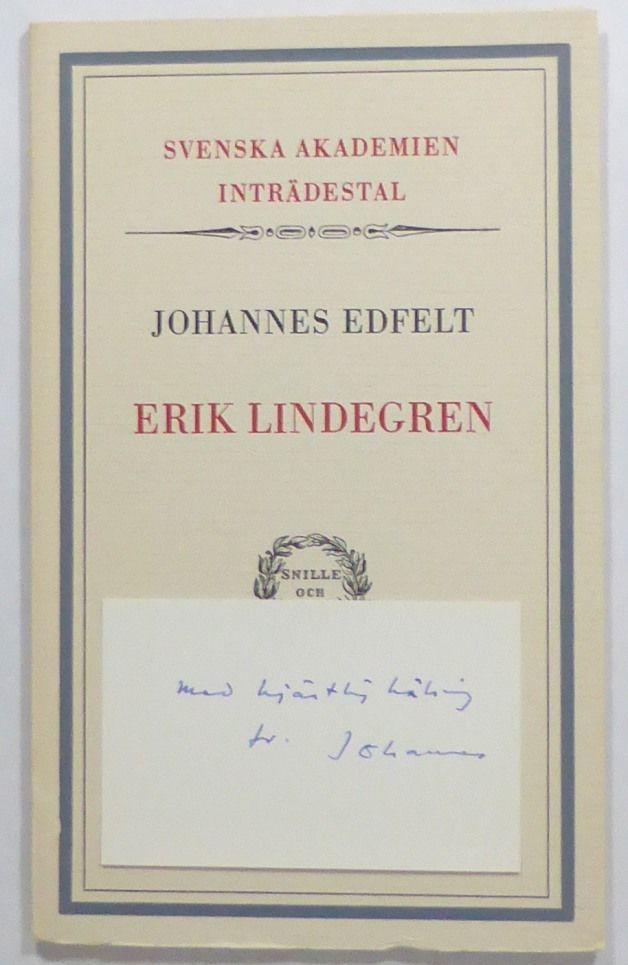 SVENSKA AKADEMIEN
INTRÄDESTAL
JOHANNES EDFELT
ERIK LINDEGREN
SNILLE
OCH
med hjärtlig hälsning
fr. Johannes